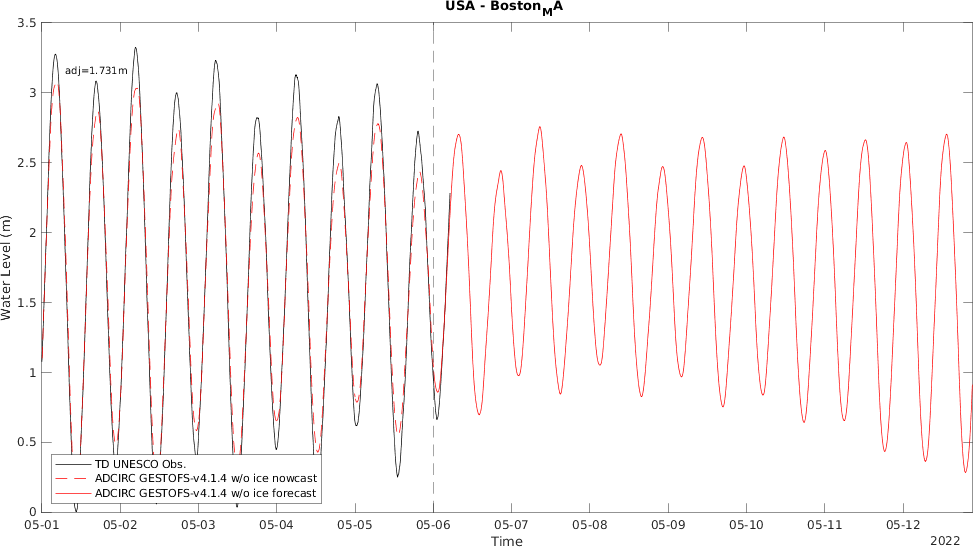 USA - BostonMA
3.5
adj=1.731m
3
2.5
2
Water Level (m)
1.5
1
0.5
TD UNESCO Obs.
ADCIRC GESTOFS-v4.1.4 w/o ice nowcast
ADCIRC GESTOFS-v4.1.4 w/o ice forecast
0
05-01 05-02 05-03 05-04 05-05 05-06 05-07 05-08 05-09 05-10 05-11 05-12
Time
2022